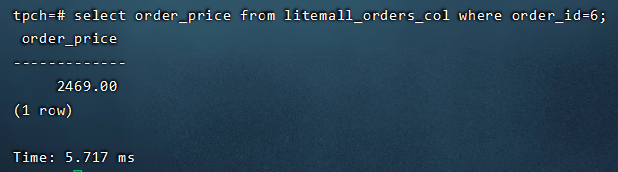 tpch=# select order_price from litemall_orders_col where order_id=6;
 order_price
-------------
     2469.00
(1 row)

Time: 5.717 ms